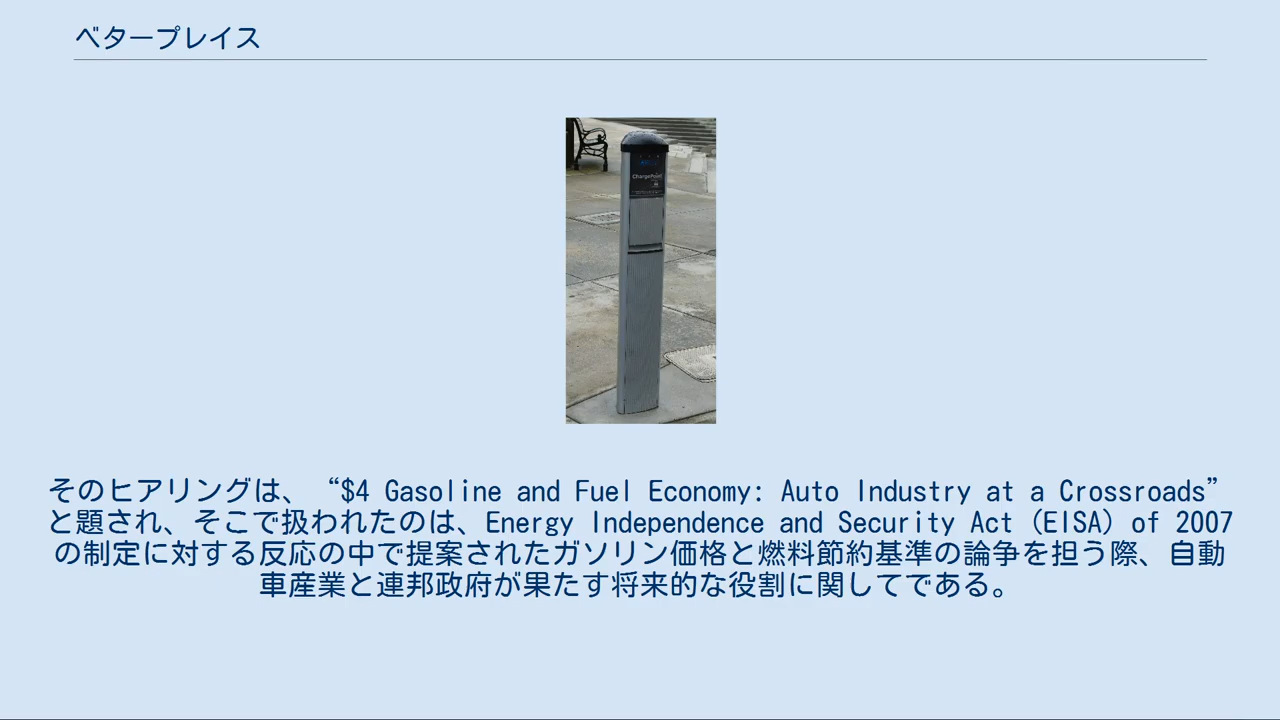 ベタープレイス
ChargePoint
そのヒアリングは、“$4 Gasoline and Fuel Economy: Auto Industry at a Crossroads”
と題され、そこで扱われたのは、Energy Independence and Security Act (EISA) of 2007
の制定に対する反応の中で提案されたガソリン価格と燃料節約基準の論争を担う際、自動
車産業と連邦政府が果たす将来的な役割に関してである。